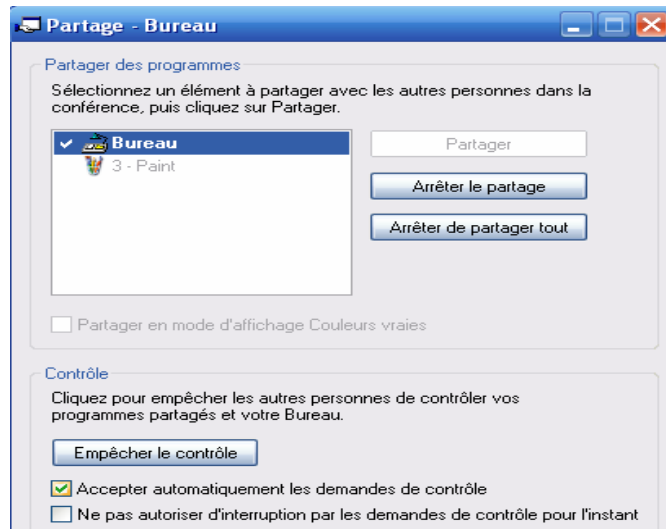 Partage - Bureau
Partager des programmes
Sélectionnez un élément à partager avec les autres personnes dans la
conférence, puis cliquez sur Partager.
Bureau
3 - Paint
Partager
Arrêter le partage
Arrêter de partager tout
Partager en mode d'affichage Couleurs vraies
Contrôle
Cliquez pour empêcher les autres personnes de contrôler vos
programmes partagés et votre Bureau.
Empêcher le contrôle
Accepter automatiquement les demandes de contrôle
Ne pas autoriser d'interruption par les demandes de contrôle pour l'instant